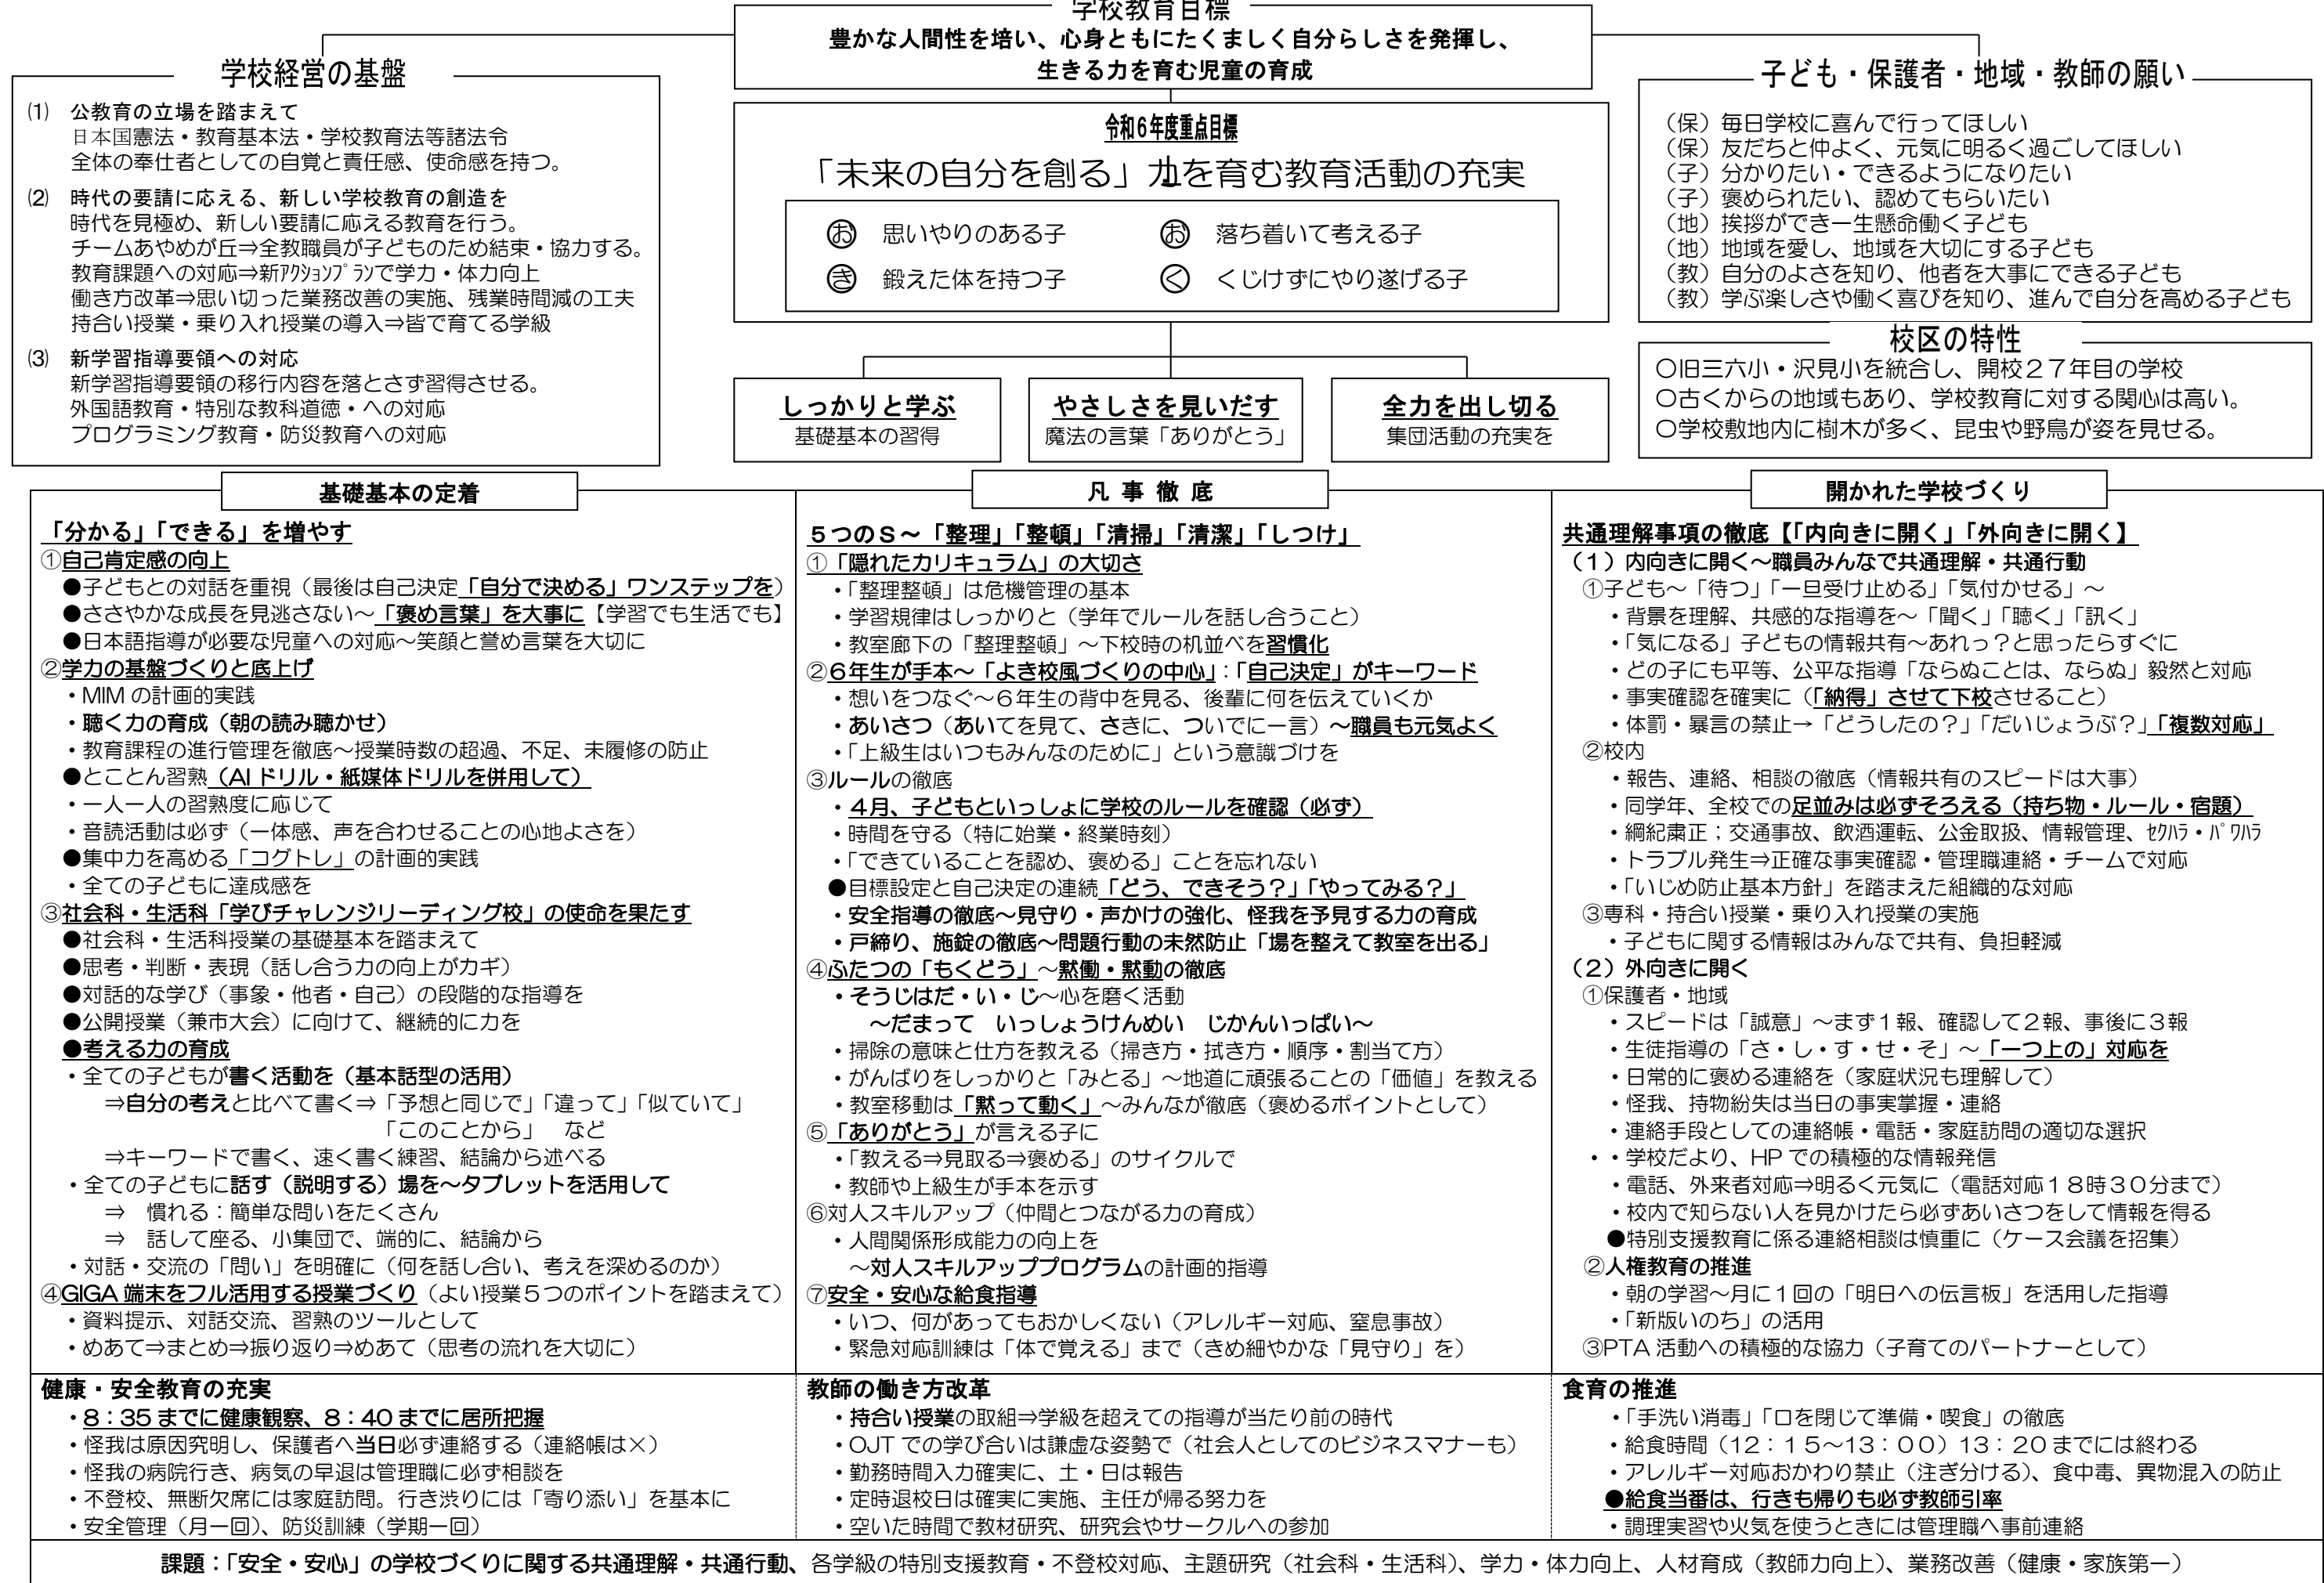 学校教育目標
豊かな人間性を培い、心身ともにたくましく自分らしさを発揮し、
生きる力を育む児童の育成
学校経営の基盤
⑴ 公教育の立場を踏まえて
日本国憲法・教育基本法・学校教育法等諸法令
全体の奉仕者としての自覚と責任感、使命感を持つ。
⑵ 時代の要請に応える、新しい学校教育の創造を
時代を見極め、新しい要請に応える教育を行う。
チームあやめが丘⇒全教職員が子どものため結束・協力する。
教育課題への対応⇒新ｱｸｼｮﾝﾌﾟﾗﾝで学力・体力向上
働き方改革⇒思い切った業務改善の実施、残業時間減の工夫
持合い授業・乗り入れ授業の導入⇒皆で育てる学級
⑶ 新学習指導要領への対応
新学習指導要領の移行内容を落とさず習得させる。
外国語教育・特別な教科道徳・への対応
プログラミング教育・防災教育への対応
令和６年度重点目標
「未来の自分を創る」力を育む教育活動の充実
㋔ 思いやりのある子 ㋔ 落ち着いて考える子
㋖ 鍛えた体を持つ子 ㋗ くじけずにやり遂げる子
しっかりと学ぶ
基礎基本の習得
やさしさを見いだす
魔法の言葉「ありがとう」
全力を出し切る
集団活動の充実を
子ども・保護者・地域・教師の願い
（保）毎日学校に喜んで行ってほしい
（保）友だちと仲よく、元気に明るく過ごしてほしい
（子）分かりたい・できるようになりたい
（子）褒められたい、認めてもらいたい
（地）挨拶ができ一生懸命働く子ども
（地）地域を愛し、地域を大切にする子ども
（教）自分のよさを知り、他者を大事にできる子ども
（教）学ぶ楽しさや働く喜びを知り、進んで自分を高める子ども
校区の特性
〇旧三六小・沢見小を統合し、開校２７年目の学校
〇古くからの地域もあり、学校教育に対する関心は高い。
〇学校敷地内に樹木が多く、昆虫や野鳥が姿を見せる。
基礎基本の定着
「分かる」「できる」を増やす
①自己肯定感の向上
●子どもとの対話を重視（最後は自己決定「自分で決める」ワンステップを）
●ささやかな成長を見逃さない～「褒め言葉」を大事に【学習でも生活でも】
●日本語指導が必要な児童への対応～笑顔と誉め言葉を大切に
②学力の基盤づくりと底上げ
・MIM の計画的実践
・聴く力の育成（朝の読み聴かせ）
・教育課程の進行管理を徹底～授業時数の超過、不足、未履修の防止
●とことん習熟（AI ドリル・紙媒体ドリルを併用して）
・一人一人の習熟度に応じて
・音読活動は必ず（一体感、声を合わせることの心地よさを）
●集中力を高める「コグトレ」の計画的実践
・全ての子どもに達成感を
③社会科・生活科「学びチャレンジリーディング校」の使命を果たす
●社会科・生活科授業の基礎基本を踏まえて
●思考・判断・表現（話し合う力の向上がカギ）
●対話的な学び（事象・他者・自己）の段階的な指導を
●公開授業（兼市大会）に向けて、継続的に力を
●考える力の育成
・全ての子どもが書く活動を（基本話型の活用）
⇒自分の考えと比べて書く⇒「予想と同じで」「違って」「似ていて」
「このことから」 など
⇒キーワードで書く、速く書く練習、結論から述べる
・全ての子どもに話す（説明する）場を～タブレットを活用して
⇒ 慣れる：簡単な問いをたくさん
⇒ 話して座る、小集団で、端的に、結論から
・対話・交流の「問い」を明確に（何を話し合い、考えを深めるのか）
④GIGA 端末をフル活用する授業づくり（よい授業５つのポイントを踏まえて）
・資料提示、対話交流、習熟のツールとして
・めあて⇒まとめ⇒振り返り⇒めあて（思考の流れを大切に）
凡 事 徹 底
５つのＳ～「整理」「整頓」「清掃」「清潔」「しつけ」
①「隠れたカリキュラム」の大切さ
・「整理整頓」は危機管理の基本
・学習規律はしっかりと（学年でルールを話し合うこと）
・教室廊下の「整理整頓」～下校時の机並べを習慣化
②６年生が手本～「よき校風づくりの中心」：「自己決定」がキーワード
・想いをつなぐ～６年生の背中を見る、後輩に何を伝えていくか
・あいさつ（あいてを見て、さきに、ついでに一言）～職員も元気よく
・「上級生はいつもみんなのために」という意識づけを
③ルールの徹底
・４月、子どもといっしょに学校のルールを確認（必ず）
・時間を守る（特に始業・終業時刻）
・「できていることを認め、褒める」ことを忘れない
●目標設定と自己決定の連続「どう、できそう？」「やってみる？」
・安全指導の徹底～見守り・声かけの強化、怪我を予見する力の育成
・戸締り、施錠の徹底～問題行動の未然防止「場を整えて教室を出る」
④ふたつの「もくどう」～黙働・黙動の徹底
・そうじはだ・い・じ～心を磨く活動
～だまって いっしょうけんめい じかんいっぱい～
・掃除の意味と仕方を教える（掃き方・拭き方・順序・割当て方）
・がんばりをしっかりと「みとる」～地道に頑張ることの「価値」を教える
・教室移動は「黙って動く」～みんなが徹底（褒めるポイントとして）
⑤「ありがとう」が言える子に
・「教える⇒見取る⇒褒める」のサイクルで
・教師や上級生が手本を示す
⑥対人スキルアップ（仲間とつながる力の育成）
・人間関係形成能力の向上を
～対人スキルアッププログラムの計画的指導
⑦安全・安心な給食指導
・いつ、何があってもおかしくない（アレルギー対応、窒息事故）
・緊急対応訓練は「体で覚える」まで（きめ細やかな「見守り」を）
開かれた学校づくり
共通理解事項の徹底【「内向きに開く」「外向きに開く】
（１）内向きに開く～職員みんなで共通理解・共通行動
①子ども～「待つ」「一旦受け止める」「気付かせる」～
・背景を理解、共感的な指導を～「聞く」「聴く」「訊く」
・「気になる」子どもの情報共有～あれっ？と思ったらすぐに
・どの子にも平等、公平な指導「ならぬことは、ならぬ」毅然と対応
・事実確認を確実に（「納得」させて下校させること）
・体罰・暴言の禁止→「どうしたの？」「だいじょうぶ？」「複数対応」
②校内
・報告、連絡、相談の徹底（情報共有のスピードは大事）
・同学年、全校での足並みは必ずそろえる（持ち物・ルール・宿題）
・綱紀粛正；交通事故、飲酒運転、公金取扱、情報管理、ｾｸﾊﾗ・ﾊﾟﾜﾊﾗ
・トラブル発生⇒正確な事実確認・管理職連絡・チームで対応
・「いじめ防止基本方針」を踏まえた組織的な対応
③専科・持合い授業・乗り入れ授業の実施
・子どもに関する情報はみんなで共有、負担軽減
（２）外向きに開く
①保護者・地域
・スピードは「誠意」～まず１報、確認して２報、事後に３報
・生徒指導の「さ・し・す・せ・そ」～「一つ上の」対応を
・日常的に褒める連絡を（家庭状況も理解して）
・怪我、持物紛失は当日の事実掌握・連絡
・連絡手段としての連絡帳・電話・家庭訪問の適切な選択
・・学校だより、HP での積極的な情報発信
・電話、外来者対応⇒明るく元気に（電話対応１８時３０分まで）
・校内で知らない人を見かけたら必ずあいさつをして情報を得る
●特別支援教育に係る連絡相談は慎重に（ケース会議を招集）
②人権教育の推進
・朝の学習～月に１回の「明日への伝言板」を活用した指導
・「新版いのち」の活用
③PTA 活動への積極的な協力（子育てのパートナーとして）
健康・安全教育の充実
・８：35 までに健康観察、８：40 までに居所把握
・怪我は原因究明し、保護者へ当日必ず連絡する（連絡帳は×）
・怪我の病院行き、病気の早退は管理職に必ず相談を
・不登校、無断欠席には家庭訪問。行き渋りには「寄り添い」を基本に
・安全管理（月一回）、防災訓練（学期一回）
教師の働き方改革
・持合い授業の取組⇒学級を超えての指導が当たり前の時代
・OJT での学び合いは謙虚な姿勢で（社会人としてのビジネスマナーも）
・勤務時間入力確実に、土・日は報告
・定時退校日は確実に実施、主任が帰る努力を
・空いた時間で教材研究、研究会やサークルへの参加
食育の推進
・「手洗い消毒」「口を閉じて準備・喫食」の徹底
・給食時間（12：１５～13：００）13：20 までには終わる
・アレルギー対応おかわり禁止（注ぎ分ける）、食中毒、異物混入の防止
●給食当番は、行きも帰りも必ず教師引率
・調理実習や火気を使うときには管理職へ事前連絡
課題：「安全・安心」の学校づくりに関する共通理解・共通行動、各学級の特別支援教育・不登校対応、主題研究（社会科・生活科）、学力・体力向上、人材育成（教師力向上）、業務改善（健康・家族第一）